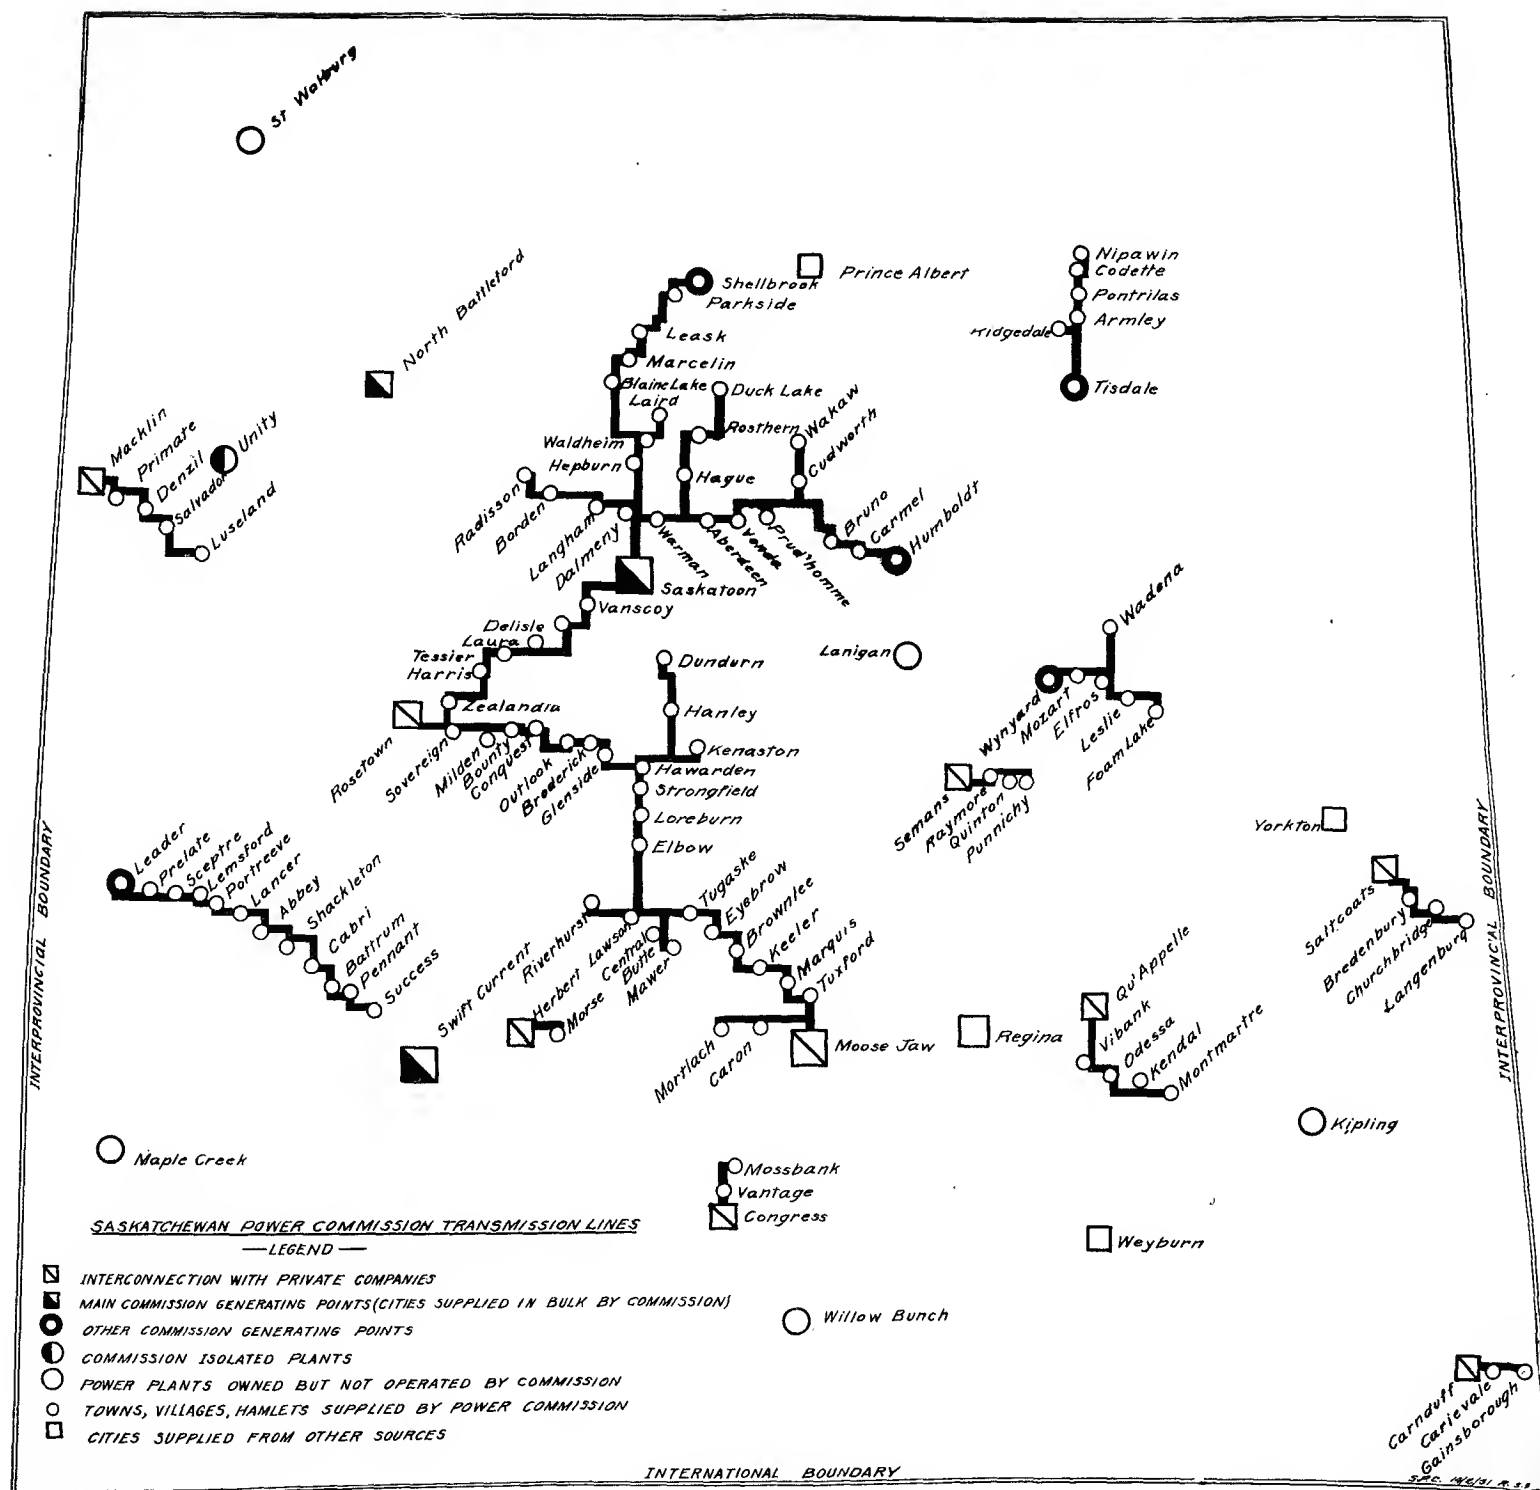 St Walburg
North Battleford
Shellbrook
Parkside
Prince Albert
Leask
Marcelin
Blaine Lake
Laird
Duck Lake
Waldheim
Rosthern
Hepburn
Hague
Wakaw
Cudworth
Nipawin
Codette
Pontrilas
Armley
Ridgedale
Tisdale
Macklin
Primate
Denzil
Salvador
Unity
Luseland
Radisson
Borden
Langham
Dalmeny
Warman
Aberdeen
Vonda
Prud'homme
Bruno
Carmel
Humboldt
Saskatoon
Vanscoy
Delisle
Laura
Tessier
Harris
Zealandia
Rosetown
Sovereign
Milden
Bounty
Conquest
Outlook
Broderick
Glenside
Dundurn
Hanley
Kenaston
Hawarden
Strongfield
Loreburn
Elbow
Lanigan
Wadena
Wynyard
Mozart
Elfros
Leslie
Foam Lake
Semans
Raymore
Quinton
Punnichy
Yorkton
Saltcoats
Bredenbury
Churchbridge
Langenburg
Leader
Prelate
Sceptre
Lemsford
Portreeve
Lancer
Abbey
Shackleton
Cabri
Battrum
Pennant
Success
Swift Current
Riverhurst
Herbert
Lawson
Morse
Central
Butte
Mawer
Tugaske
Eyebrow
Brownlee
Keeler
Marquis
Tuxford
Mortlach
Caron
Moose Jaw
Regina
Qu'Appelle
Vibank
Odessa
Kendal
Montmartre
Kipling
Maple Creek
Mossbank
Vantage
Congress
Weyburn
Willow Bunch
Carnduff
Carievale
Gainsborough
INTERPROVINCIAL BOUNDARY
INTERPROVINCIAL BOUNDARY
SASKATCHEWAN POWER COMMISSION TRANSMISSION LINES
—LEGEND—
INTERCONNECTION WITH PRIVATE COMPANIES
MAIN COMMISSION GENERATING POINTS (CITIES SUPPLIED IN BULK BY COMMISSION)
OTHER COMMISSION GENERATING POINTS
COMMISSION ISOLATED PLANTS
POWER PLANTS OWNED BUT NOT OPERATED BY COMMISSION
TOWNS, VILLAGES, HAMLETS SUPPLIED BY POWER COMMISSION
CITIES SUPPLIED FROM OTHER SOURCES
INTERNATIONAL BOUNDARY
S.P.C.